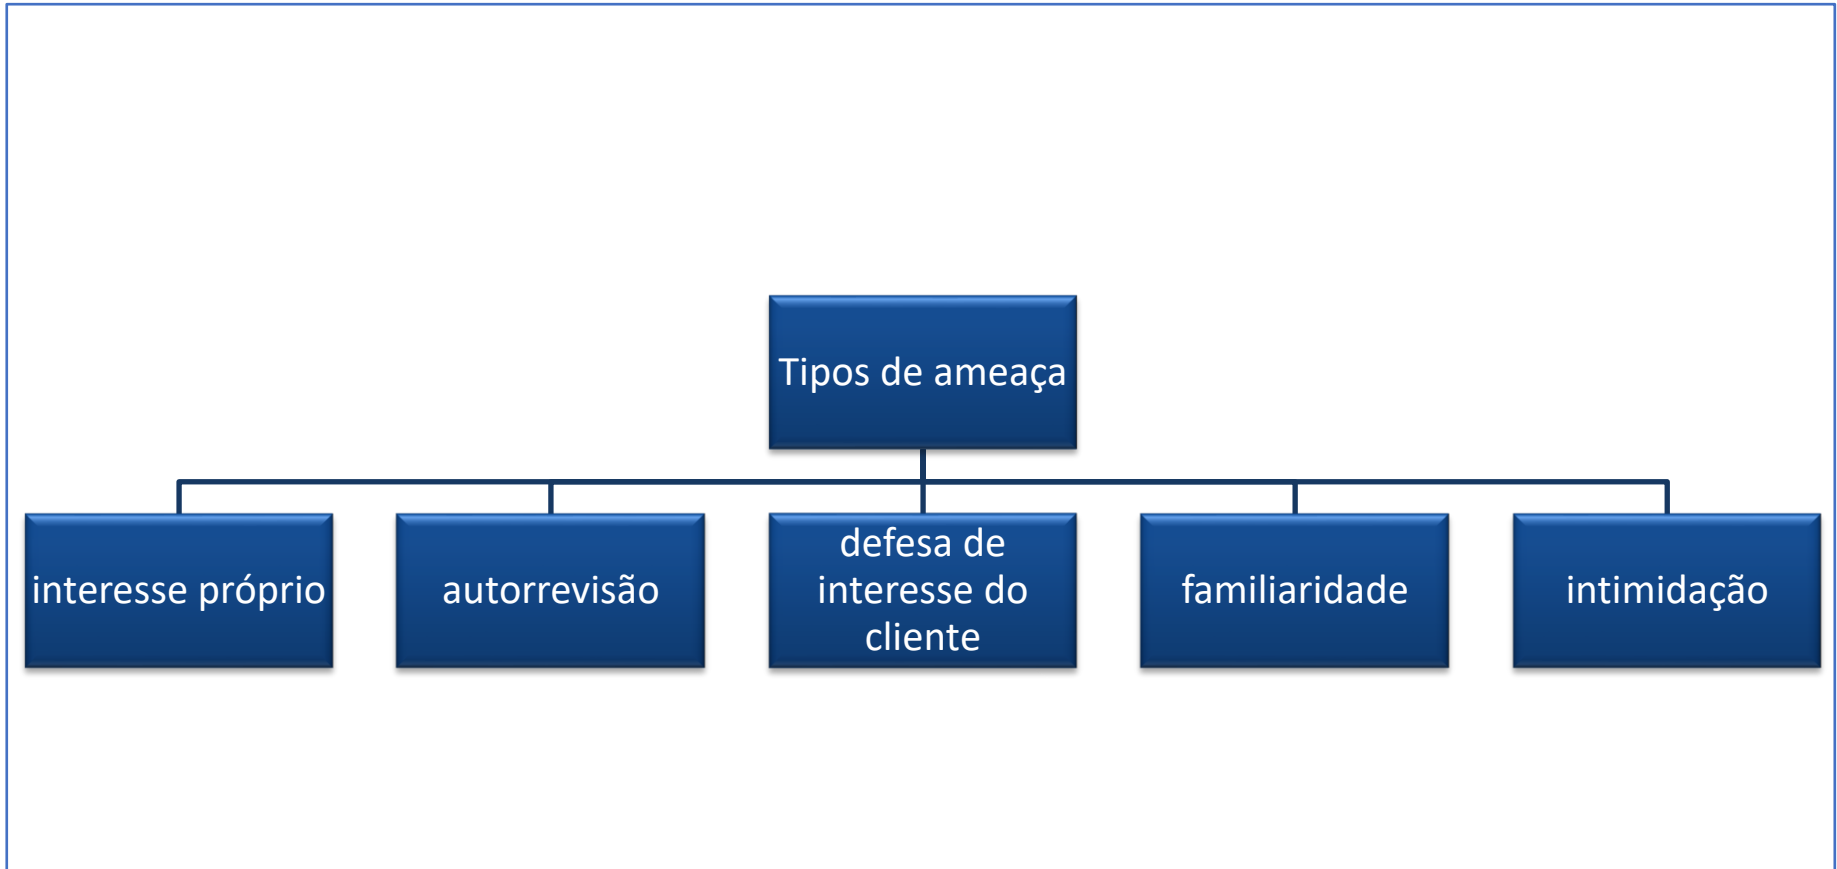 Tipos de ameaça
interesse próprio
autorrevisão
defesa de
interesse do
cliente
familiaridade
intimidação